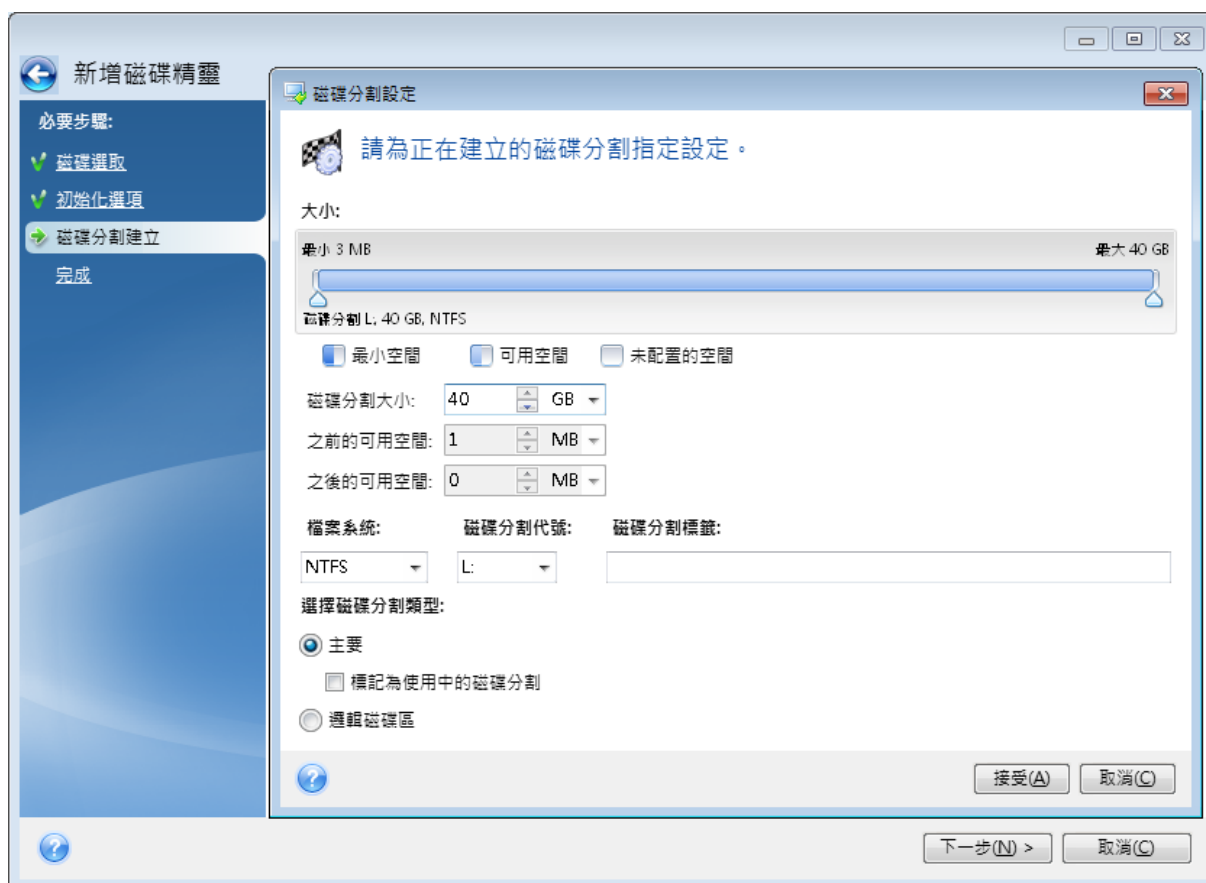 新增磁碟精靈
必要步驟:
磁碟選取
初始化選項
磁碟分割建立
完成
磁碟分割設定
請為正在建立的磁碟分割指定設定。
大小:
最小 3 MB 最大 40 GB
磁碟分割 L:, 40 GB, NTFS
最小空間 可用空間 未配置的空間
磁碟分割大小: 40 GB
之前的可用空間: 1 MB
之後的可用空間: 0 MB
檔案系統: 磁碟分割代號: 磁碟分割標籤:
NTFS L:
選擇磁碟分割類型:
主要
標記為使用中的磁碟分割
邏輯磁碟區
接受(A) 取消(C)
下一步(N) > 取消(C)